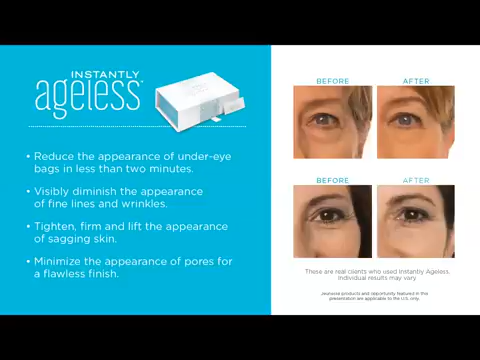 INSTANTLY
ageless™
• Reduce the appearance of under-eye
bags in less than two minutes.
• Visibly diminish the appearance
of fine lines and wrinkles.
• Tighten, firm and lift the appearance
of sagging skin.
• Minimize the appearance of pores for
a flawless finish.
BEFORE AFTER
BEFORE AFTER
These are real clients who used Instantly Ageless.
Individual results may vary
Jeunesse products and opportunity featured in this
presentation are applicable to the U.S. only.